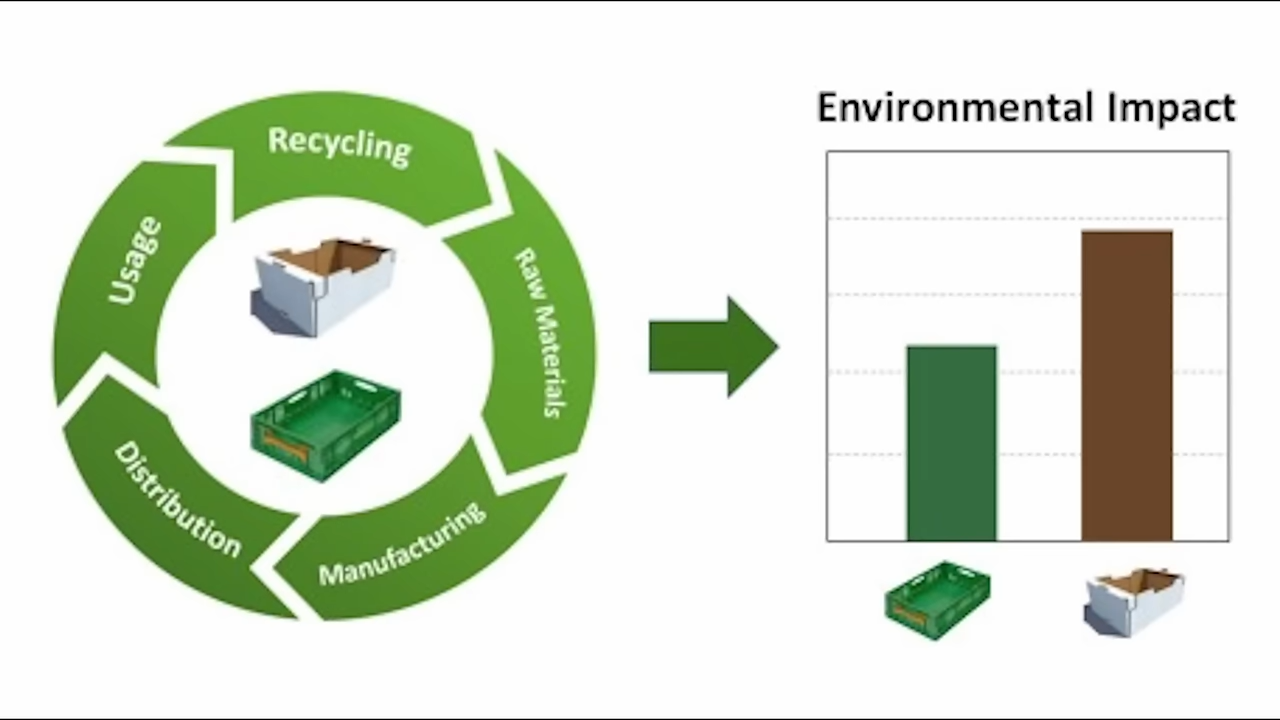 Environmental Impact
Recycling
Raw Materials
Manufacturing
Distribution
Usage